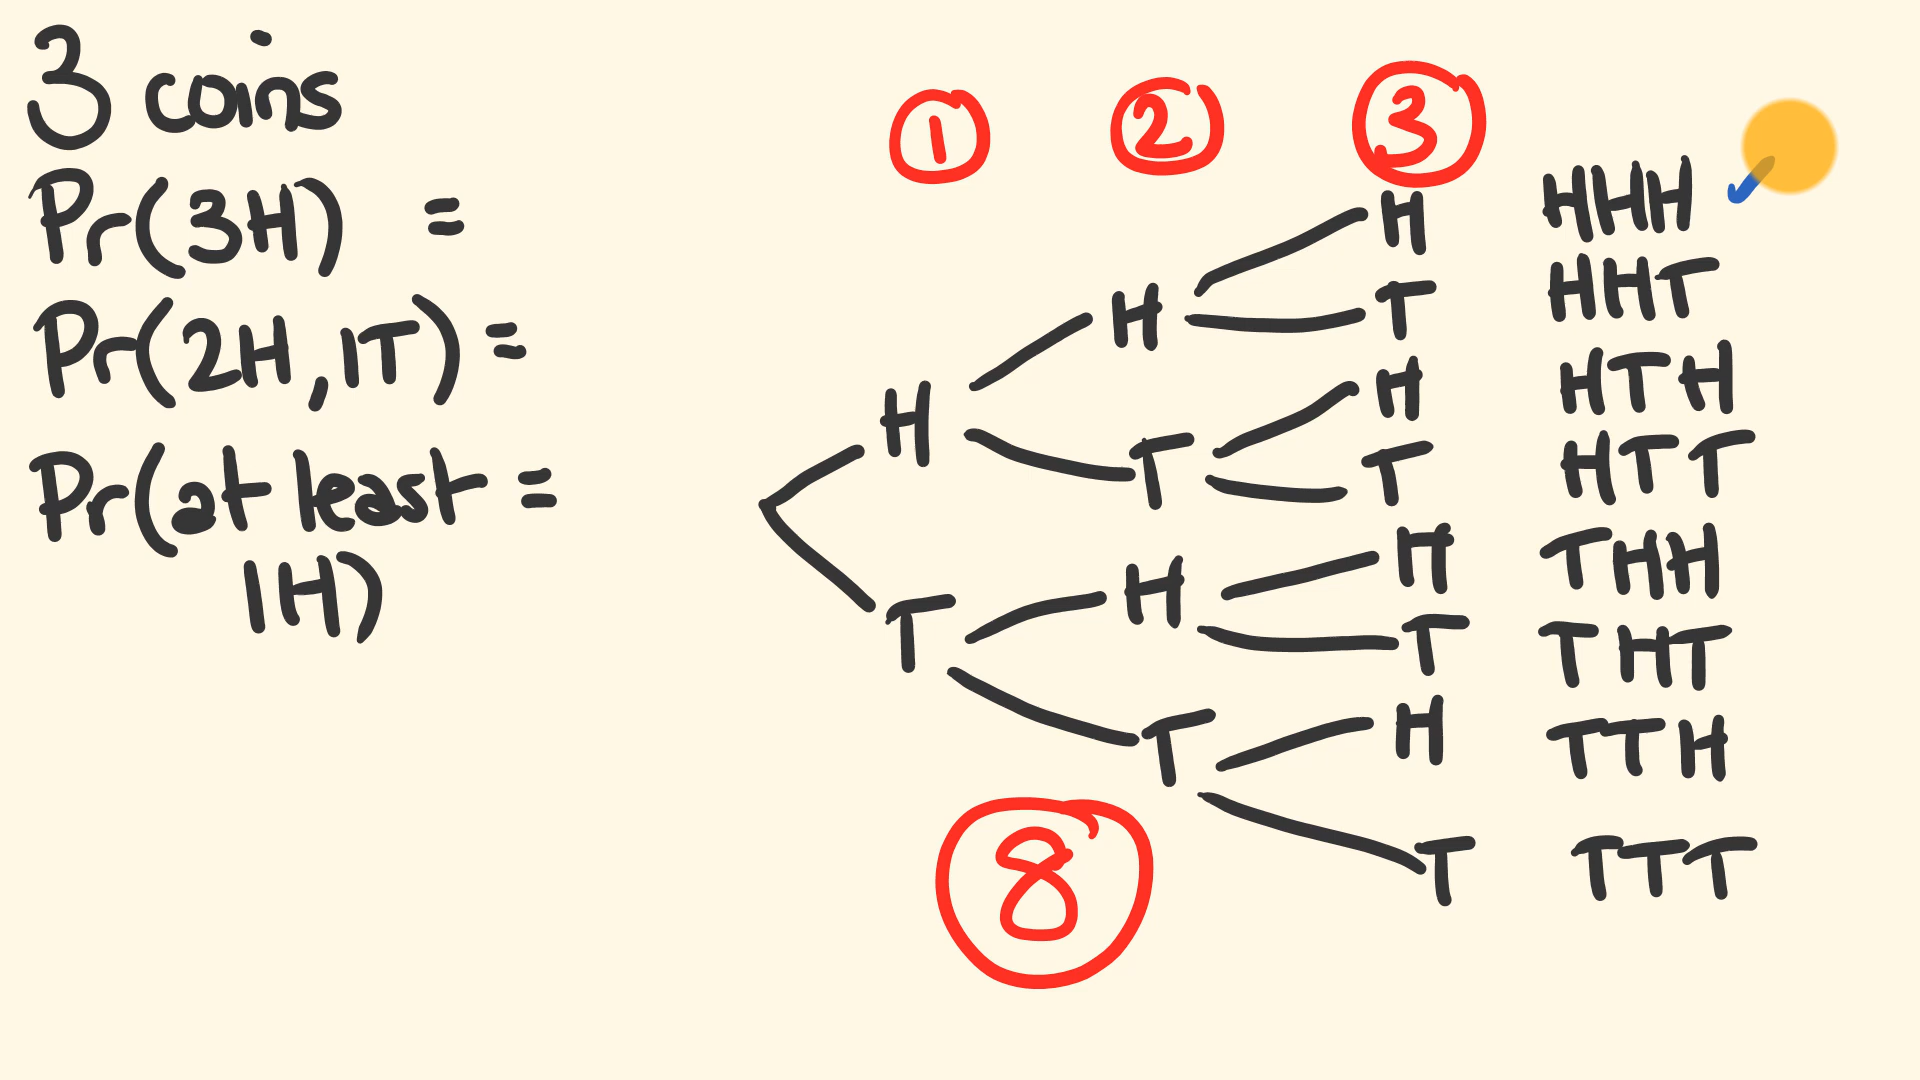 3 coins
Pr(3H) =
Pr(2H, 1T) =
Pr(at least =
1H)
1 2 3
H HHH
H T HHT
H H HTH
T T HTT
H H THH
T T THT
T H TTH
T TTT
8